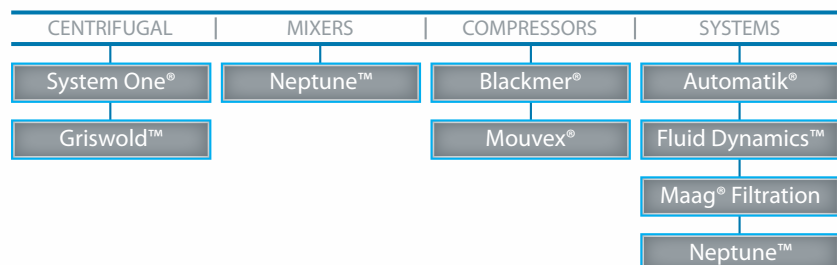 CENTRIFUGAL | MIXERS | COMPRESSORS | SYSTEMS
System One® Neptune™ Blackmer® Automatik®
Griswold™ Mouvex® Fluid Dynamics™
Maag® Filtration
Neptune™